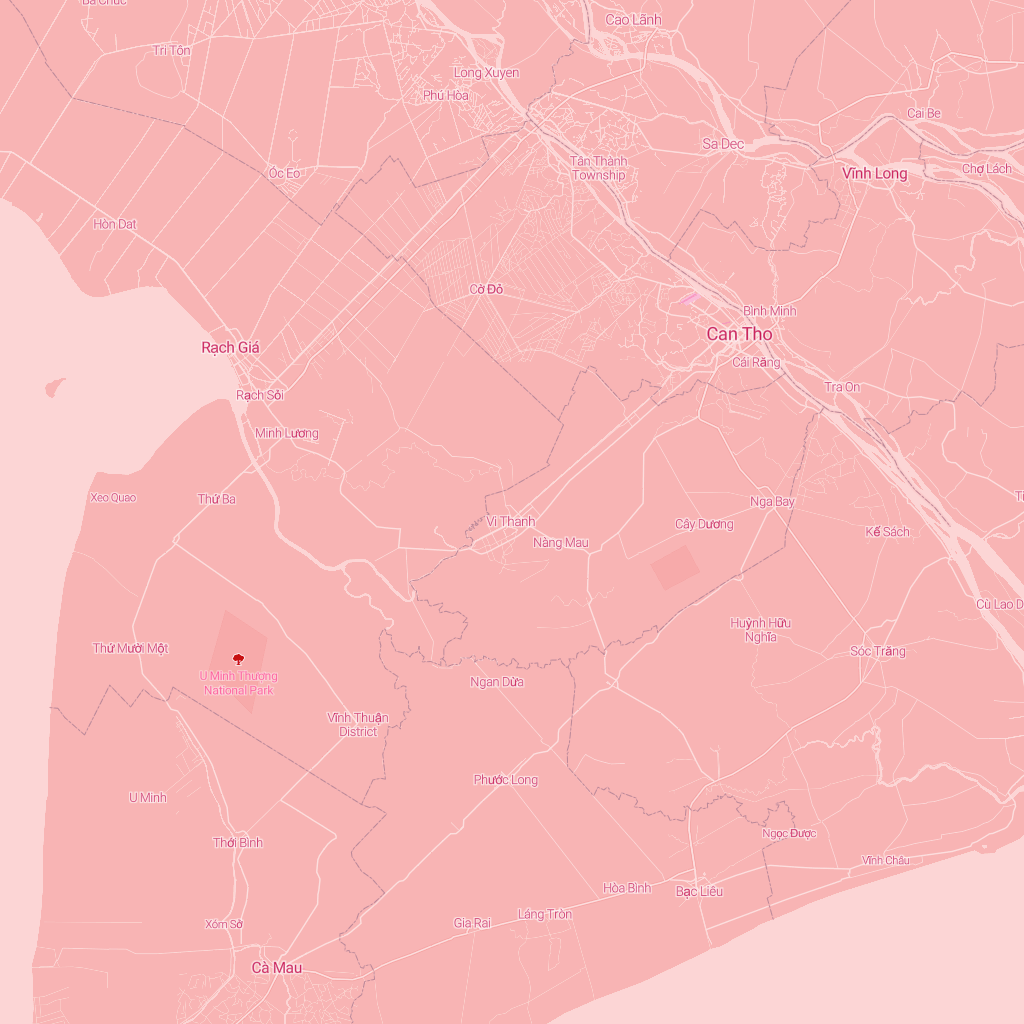 Cao Lãnh
Tri Tôn
Long Xuyen
Phú Hòa
Cai Be
Sa Dec
Tân Thành
Township
Vĩnh Long
Chợ Lách
Óc Eo
Hòn Dat
Cờ Đỏ
Bình Minh
Can Tho
Rạch Giá
Cái Răng
Tra On
Rạch Sỏi
Minh Lương
Xeo Quao
Thứ Ba
Nga Bay
Vi Thanh
Cây Dương
Kế Sách
Nàng Mau
Cù Lao D
Huỳnh Hữu
Nghĩa
Thứ Mười Một
Sóc Trăng
U Minh Thượng
National Park
Ngan Dừa
Vĩnh Thuận
District
Phước Long
U Minh
Ngọc Được
Thới Bình
Vĩnh Châu
Hòa Bình
Bạc Liêu
Láng Tròn
Gia Rai
Xóm Sở
Cà Mau